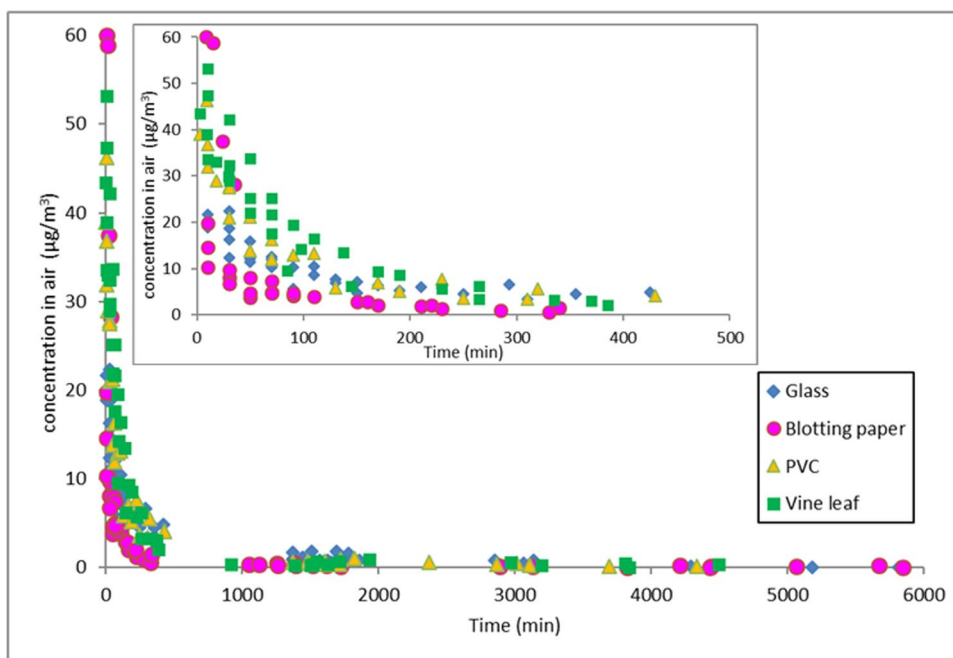 60
50
40
30
20
10
0
concentration in air (µg/m³)
0 1000 2000 3000 4000 5000 6000
Time (min)
60
50
40
30
20
10
0
concentration in air (µg/m³)
0 100 200 300 400 500
Time (min)
Glass
Blotting paper
PVC
Vine leaf